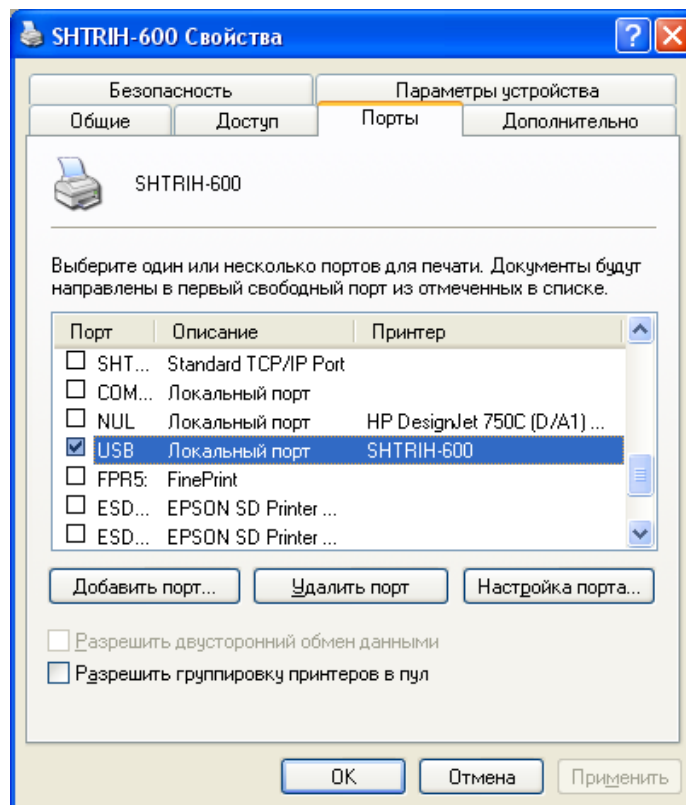 SHTRIH-600 Свойства
Безопасность Параметры устройства
Общие Доступ Порты Дополнительно
SHTRIH-600
Выберите один или несколько портов для печати. Документы будут
направлены в первый свободный порт из отмеченных в списке.
Порт Описание Принтер
SHT... Standard TCP/IP Port
COM... Локальный порт
NUL Локальный порт HP DesignJet 750C (D/A1) ...
USB Локальный порт SHTRIH-600
FPR5: FinePrint
ESD... EPSON SD Printer ...
ESD... EPSON SD Printer ...
Добавить порт... Удалить порт Настройка порта...
Разрешить двусторонний обмен данными
Разрешить группировку принтеров в пул
OK Отмена Применить